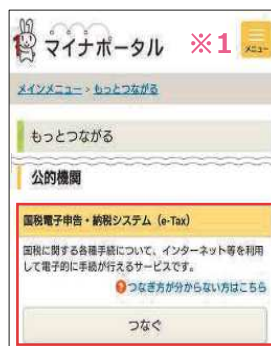 マイナポータル ※1
メニュー
メインメニュー > もっとつながる
もっとつながる
公的機関
国税電子申告・納税システム（e-Tax）
国税に関する各種手続について、インターネット等を利用
して電子的に手続が行えるサービスです。
?つなぎ方が分からない方はこちら
つなぐ